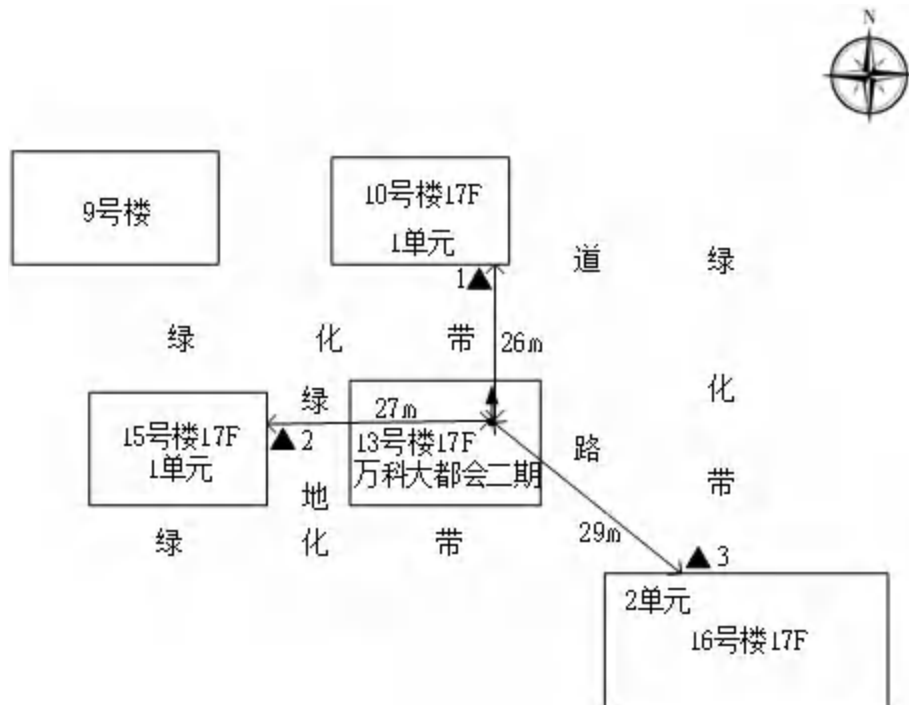 N
9号楼
10号楼17F
1单元
道 绿
1▲
绿 化 带
26m
化
绿
27m
15号楼17F
1单元
▲2
13号楼17F
万科大都会二期
路
地
带
绿 化 带
29m
▲3
2单元
16号楼17F